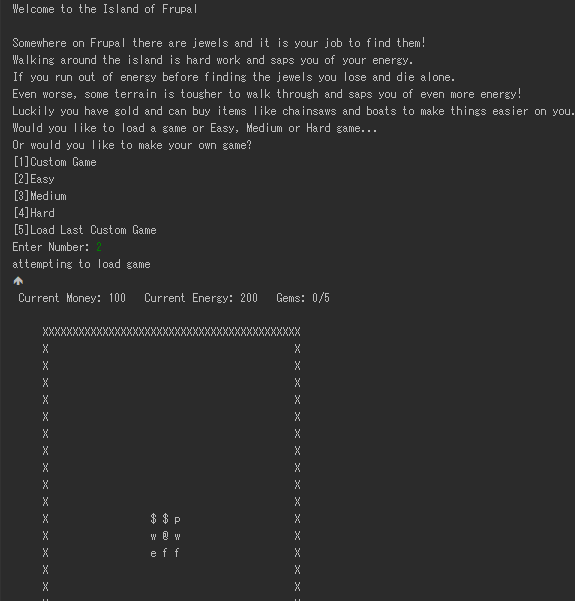 Welcome to the Island of Frupal
Somewhere on Frupal there are jewels and it is your job to find them!
Walking around the island is hard work and saps you of your energy.
If you run out of energy before finding the jewels you lose and die alone.
Even worse, some terrain is tougher to walk through and saps you of even more energy!
Luckily you have gold and can buy items like chainsaws and boats to make things easier on you.
Would you like to load a game or Easy, Medium or Hard game...
Or would you like to make your own game?
[1]Custom Game
[2]Easy
[3]Medium
[4]Hard
[5]Load Last Custom Game
Enter Number: 2
attempting to load game
Current Money: 100 Current Energy: 200 Gems: 0/5
XXXXXXXXXXXXXXXXXXXXXXXXXXXXXXXXXXXXXXXXXXX
X X
X X
X X
X X
X X
X X
X X
X X
X X
X X
X $ $ p X
X w @ w X
X e f f X
X X
X X